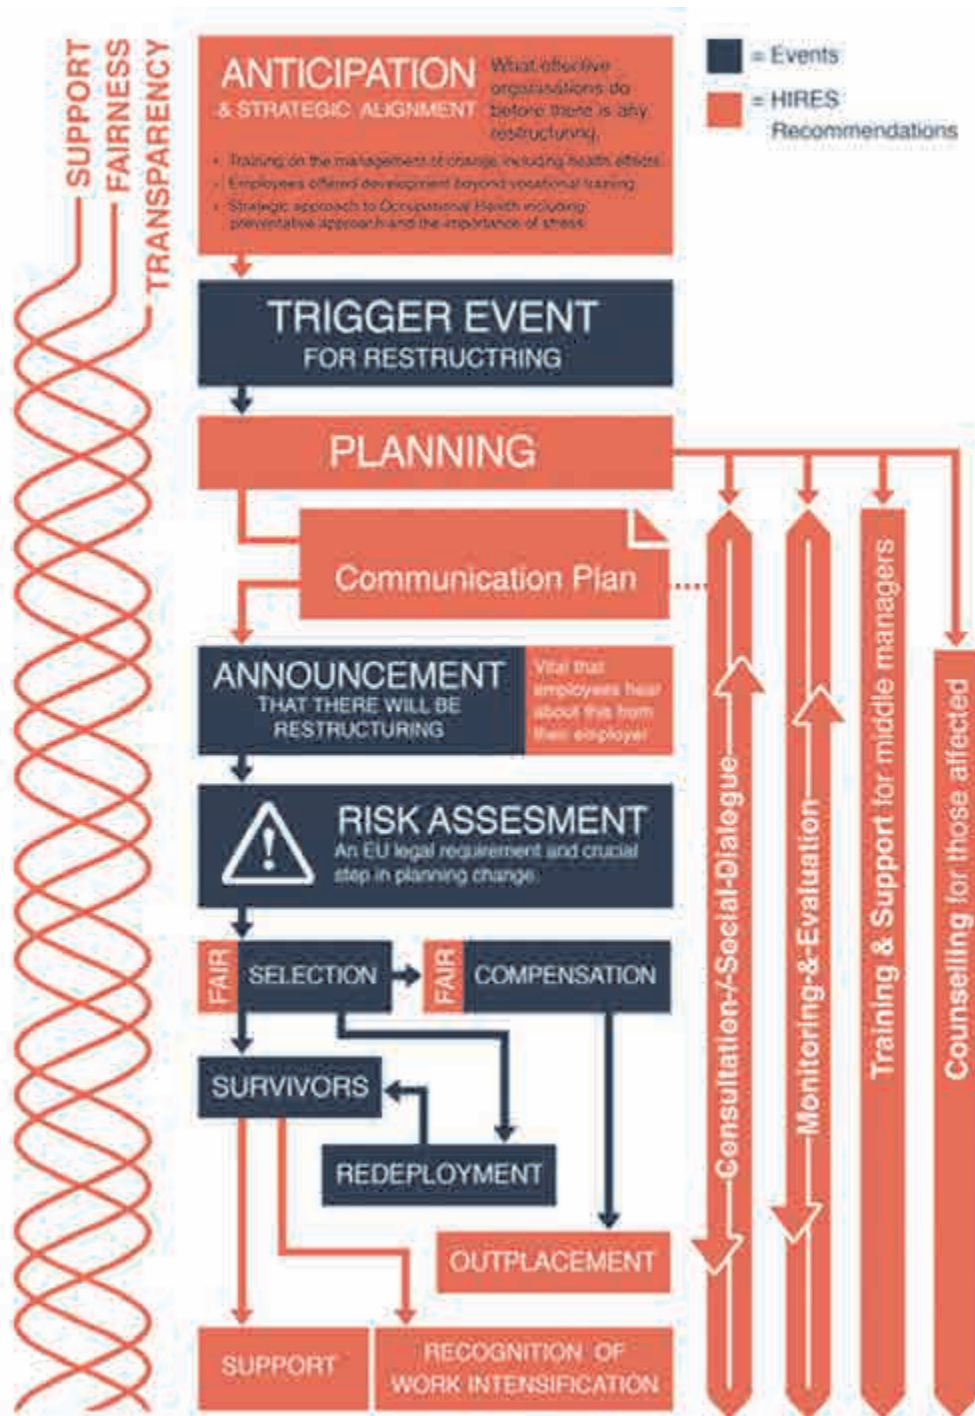 SUPPORT
FAIRNESS
TRANSPARENCY
ANTICIPATION
& STRATEGIC ALIGNMENT
What effective
organisations do
before there is any
restructuring.
• Training on the management of change including health effects
• Employees offered development beyond vocational training
• Strategic approach to Occupational Health including
preventative approach and the importance of stress
= Events
= HIRES
Recommendations
TRIGGER EVENT
FOR RESTRUCTRING
PLANNING
Communication Plan
ANNOUNCEMENT
THAT THERE WILL BE
RESTRUCTURING
Vital that
employees hear
about this from
their employer
RISK ASSESMENT
An EU legal requirement and crucial
step in planning change.
FAIR
SELECTION
FAIR
COMPENSATION
SURVIVORS
REDEPLOYMENT
OUTPLACEMENT
SUPPORT
RECOGNITION OF
WORK INTENSIFICATION
Consultation-/-Social-Dialogue
Monitoring-&-Evaluation
Training & Support for middle managers
Counselling for those affected